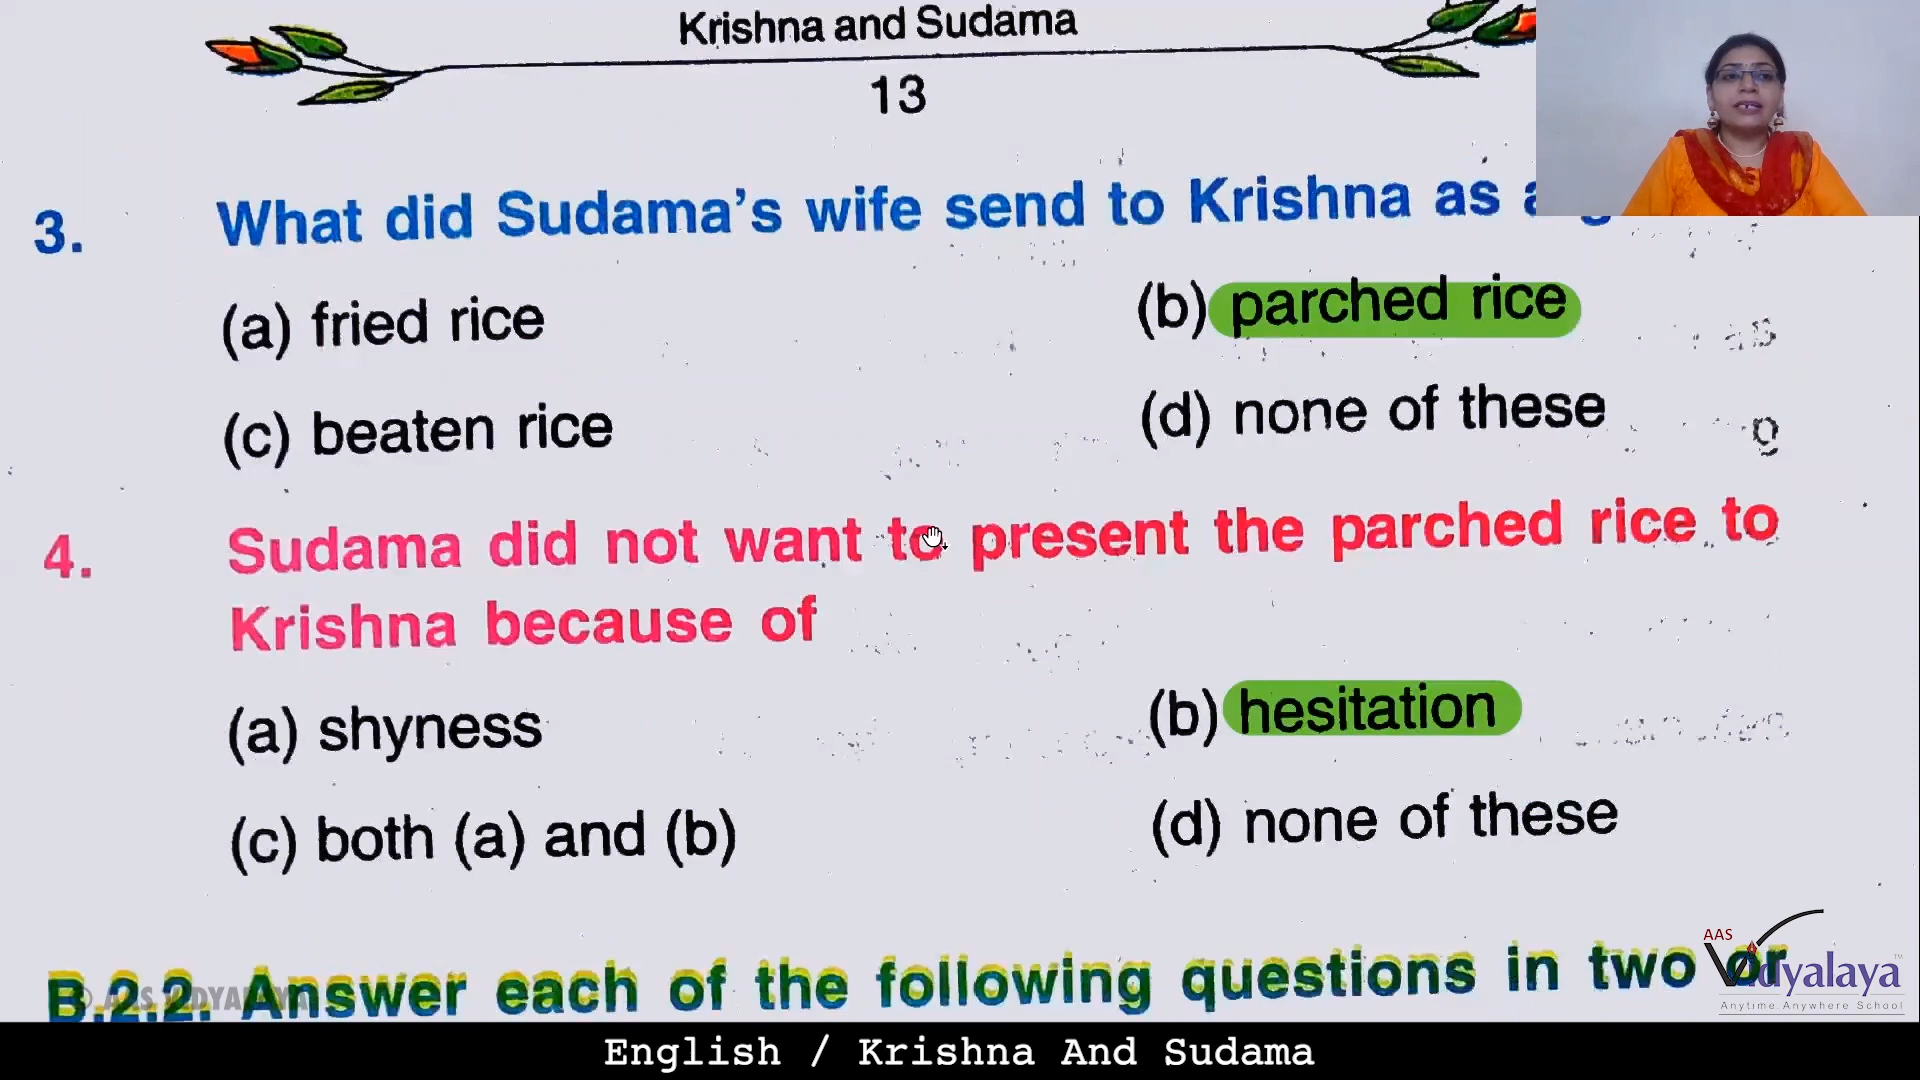 Krishna and Sudama
13
3. What did Sudama's wife send to Krishna as a
(a) fried rice (b) parched rice
(c) beaten rice (d) none of these
4. Sudama did not want to present the parched rice to
Krishna because of
(a) shyness (b) hesitation
(c) both (a) and (b) (d) none of these
B.2.2. Answer each of the following questions in two or
© AAS VIDYALAYA
AAS
Vidyalaya
Anytime Anywhere School
English / Krishna And Sudama